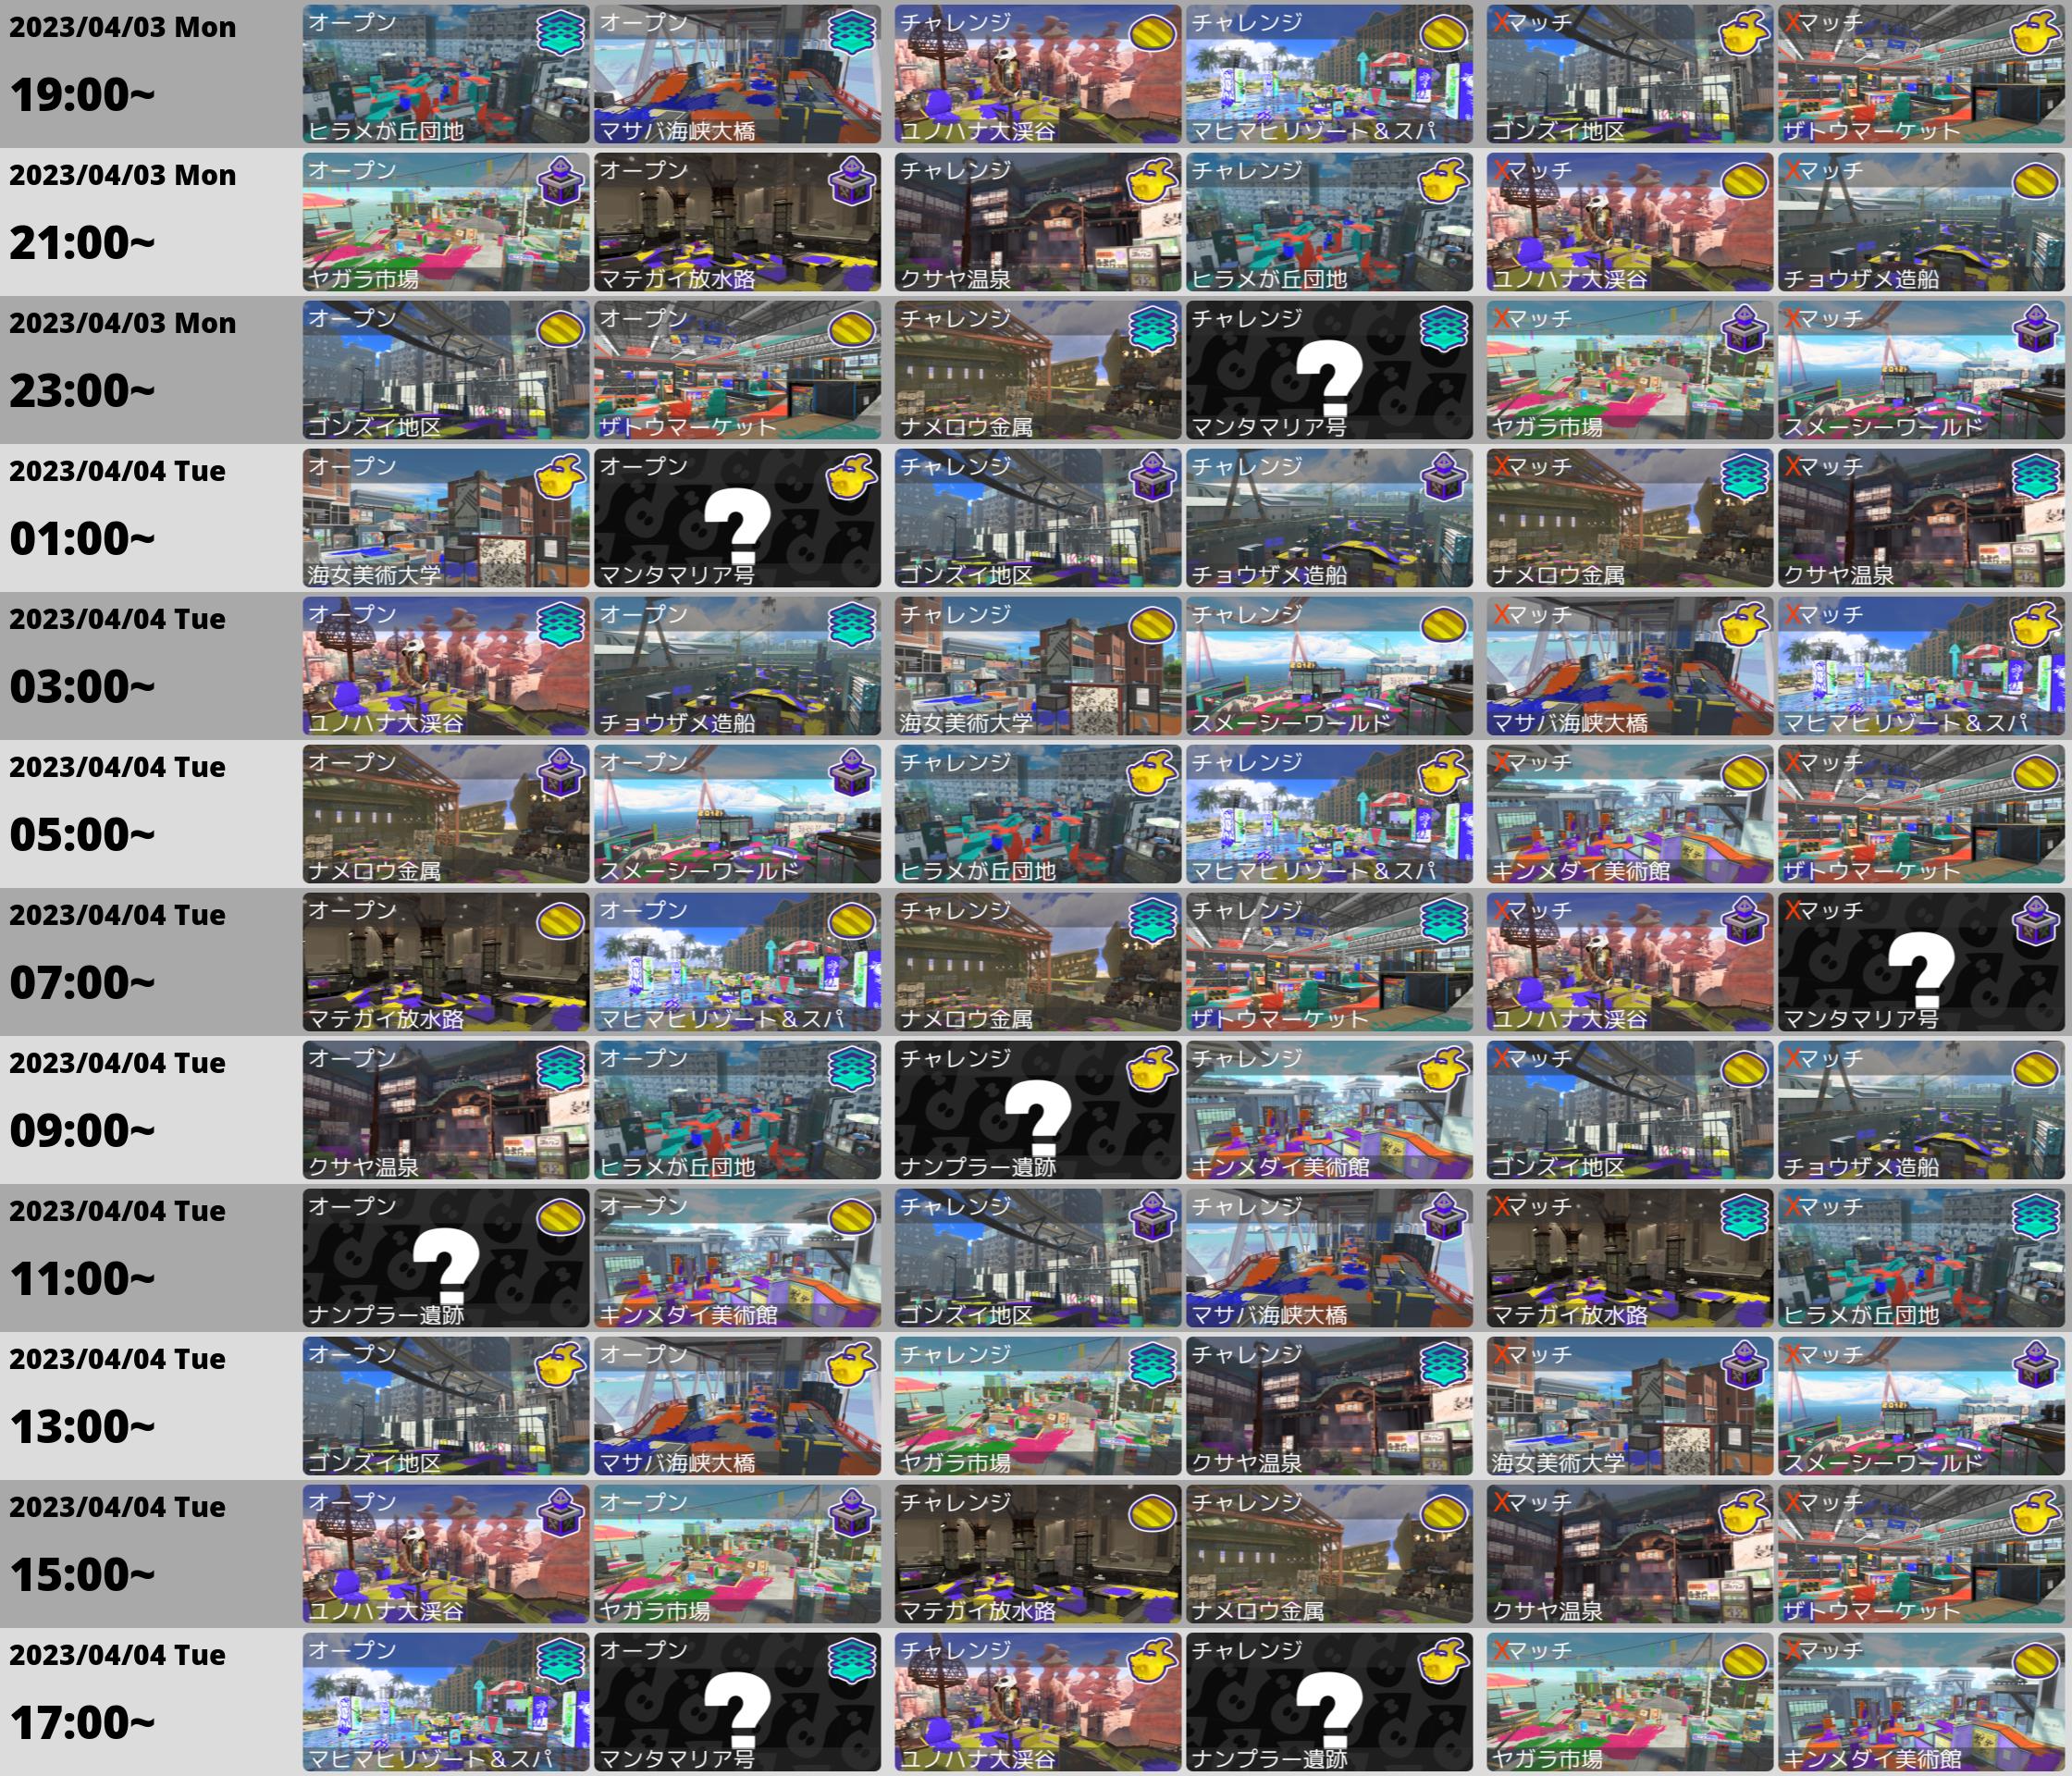 2023/04/03 Mon
19:00~
オープン オープン チャレンジ チャレンジ Xマッチ Xマッチ
ヒラメが丘団地 マサバ海峡大橋 ユノハナ大渓谷 マヒマヒリゾート＆スパ ゴンズイ地区 ザトウマーケット
2023/04/03 Mon
21:00~
オープン オープン チャレンジ チャレンジ Xマッチ Xマッチ
ヤガラ市場 マテガイ放水路 クサヤ温泉 ヒラメが丘団地 ユノハナ大渓谷 チョウザメ造船
2023/04/03 Mon
23:00~
オープン オープン チャレンジ チャレンジ Xマッチ Xマッチ
?
ゴンズイ地区 ザトウマーケット ナメロウ金属 マンタマリア号 ヤガラ市場 スメーシーワールド
2023/04/04 Tue
01:00~
オープン オープン チャレンジ チャレンジ Xマッチ Xマッチ
?
海女美術大学 マンタマリア号 ゴンズイ地区 チョウザメ造船 ナメロウ金属 クサヤ温泉
2023/04/04 Tue
03:00~
オープン オープン チャレンジ チャレンジ Xマッチ Xマッチ
ユノハナ大渓谷 チョウザメ造船 海女美術大学 スメーシーワールド マサバ海峡大橋 マヒマヒリゾート＆スパ
2023/04/04 Tue
05:00~
オープン オープン チャレンジ チャレンジ Xマッチ Xマッチ
ナメロウ金属 スメーシーワールド ヒラメが丘団地 マヒマヒリゾート＆スパ キンメダイ美術館 ザトウマーケット
2023/04/04 Tue
07:00~
オープン オープン チャレンジ チャレンジ Xマッチ Xマッチ
?
マテガイ放水路 マヒマヒリゾート＆スパ ナメロウ金属 ザトウマーケット ユノハナ大渓谷 マンタマリア号
2023/04/04 Tue
09:00~
オープン オープン チャレンジ チャレンジ Xマッチ Xマッチ
?
クサヤ温泉 ヒラメが丘団地 ナンプラー遺跡 キンメダイ美術館 ゴンズイ地区 チョウザメ造船
2023/04/04 Tue
11:00~
オープン オープン チャレンジ チャレンジ Xマッチ Xマッチ
?
ナンプラー遺跡 キンメダイ美術館 ゴンズイ地区 マサバ海峡大橋 マテガイ放水路 ヒラメが丘団地
2023/04/04 Tue
13:00~
オープン オープン チャレンジ チャレンジ Xマッチ Xマッチ
ゴンズイ地区 マサバ海峡大橋 ヤガラ市場 クサヤ温泉 海女美術大学 スメーシーワールド
2023/04/04 Tue
15:00~
オープン オープン チャレンジ チャレンジ Xマッチ Xマッチ
ユノハナ大渓谷 ヤガラ市場 マテガイ放水路 ナメロウ金属 クサヤ温泉 ザトウマーケット
2023/04/04 Tue
17:00~
オープン オープン チャレンジ チャレンジ Xマッチ Xマッチ
? ?
マヒマヒリゾート＆スパ マンタマリア号 ユノハナ大渓谷 ナンプラー遺跡 ヤガラ市場 キンメダイ美術館